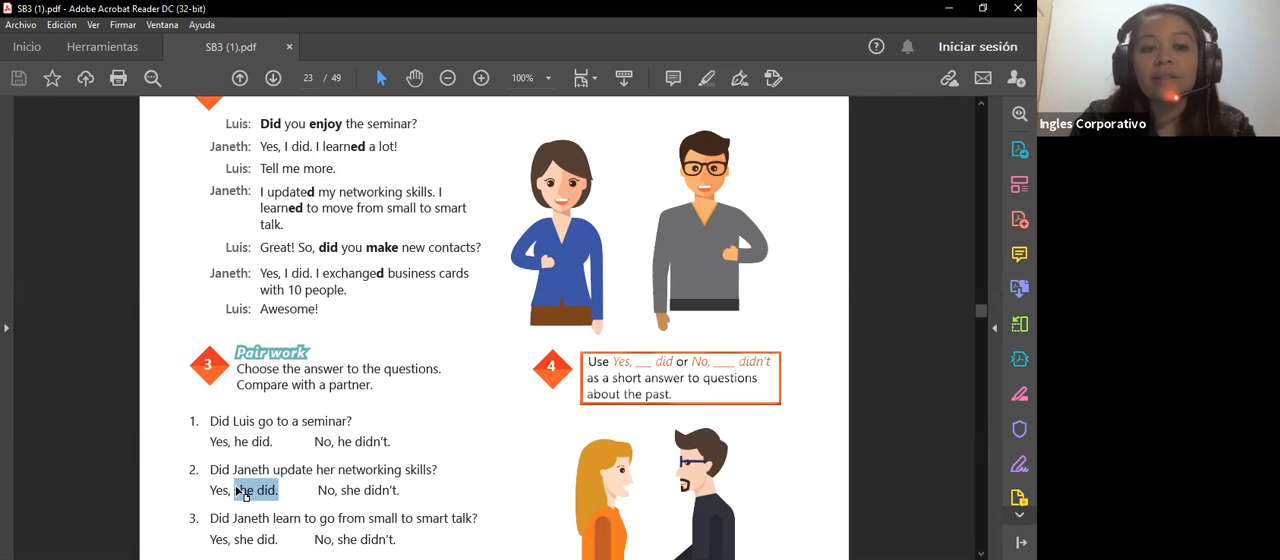 SB3 (1).pdf - Adobe Acrobat Reader DC (32-bit)
Archivo Edición Ver Firmar Ventana Ayuda
Inicio Herramientas SB3 (1).pdf × Iniciar sesión
23 / 49 100%
Ingles Corporativo
Luis: Did you enjoy the seminar?
Janeth: Yes, I did. I learned a lot!
Luis: Tell me more.
Janeth: I updated my networking skills. I
learned to move from small to smart
talk.
Luis: Great! So, did you make new contacts?
Janeth: Yes, I did. I exchanged business cards
with 10 people.
Luis: Awesome!
3 Pair work
Choose the answer to the questions.
Compare with a partner.
1. Did Luis go to a seminar?
Yes, he did. No, he didn't.
2. Did Janeth update her networking skills?
Yes, she did. No, she didn't.
3. Did Janeth learn to go from small to smart talk?
Yes, she did. No, she didn't.
4 Use Yes, ___ did or No, ____ didn't
as a short answer to questions
about the past.